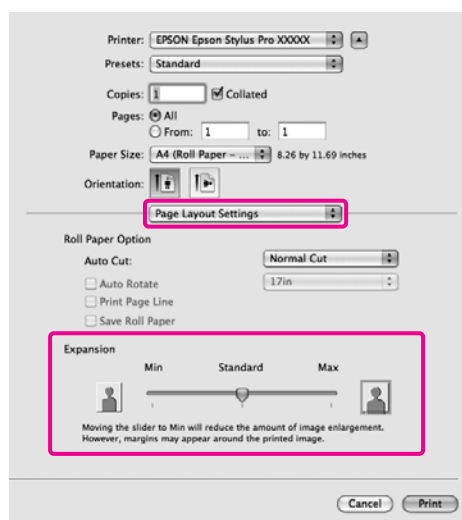 Printer: EPSON Epson Stylus Pro XXXXX
Presets: Standard
Copies: 1 Collated
Pages: All
From: 1 to: 1
Paper Size: A4 (Roll Paper – ... 8.26 by 11.69 inches
Orientation:
Page Layout Settings
Roll Paper Option
Auto Cut: Normal Cut
Auto Rotate 17in
Print Page Line
Save Roll Paper
Expansion
Min Standard Max
Moving the slider to Min will reduce the amount of image enlargement.
However, margins may appear around the printed image.
Cancel Print